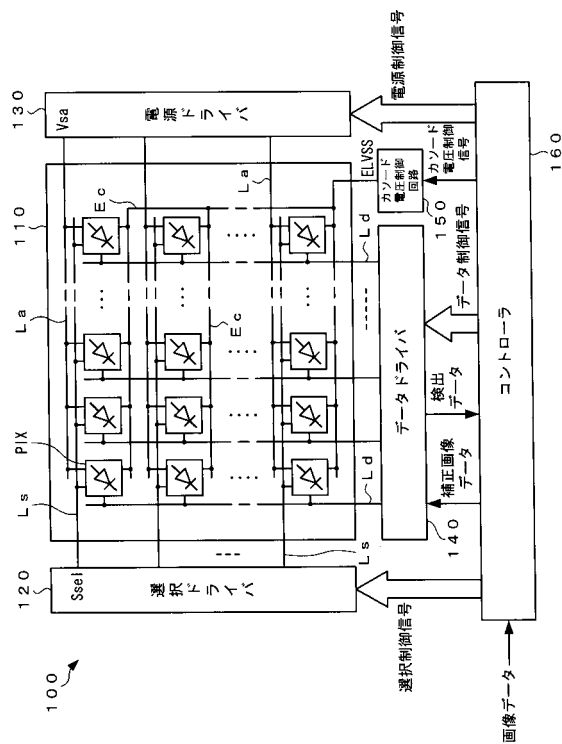 100
120
Ssel
選択ドライバ
Ls
PIX
La
110
Ec
Ec
La
130
Vsa
電源ドライバ
Ls
Ld
Ld
ELVSS
140
データドライバ
カソード
電圧制御
回路
150
選択制御信号
補正画像
データ
検出
データ
データ制御信号
カソード
電圧制御
信号
電源制御信号
画像データ
コントローラ
160